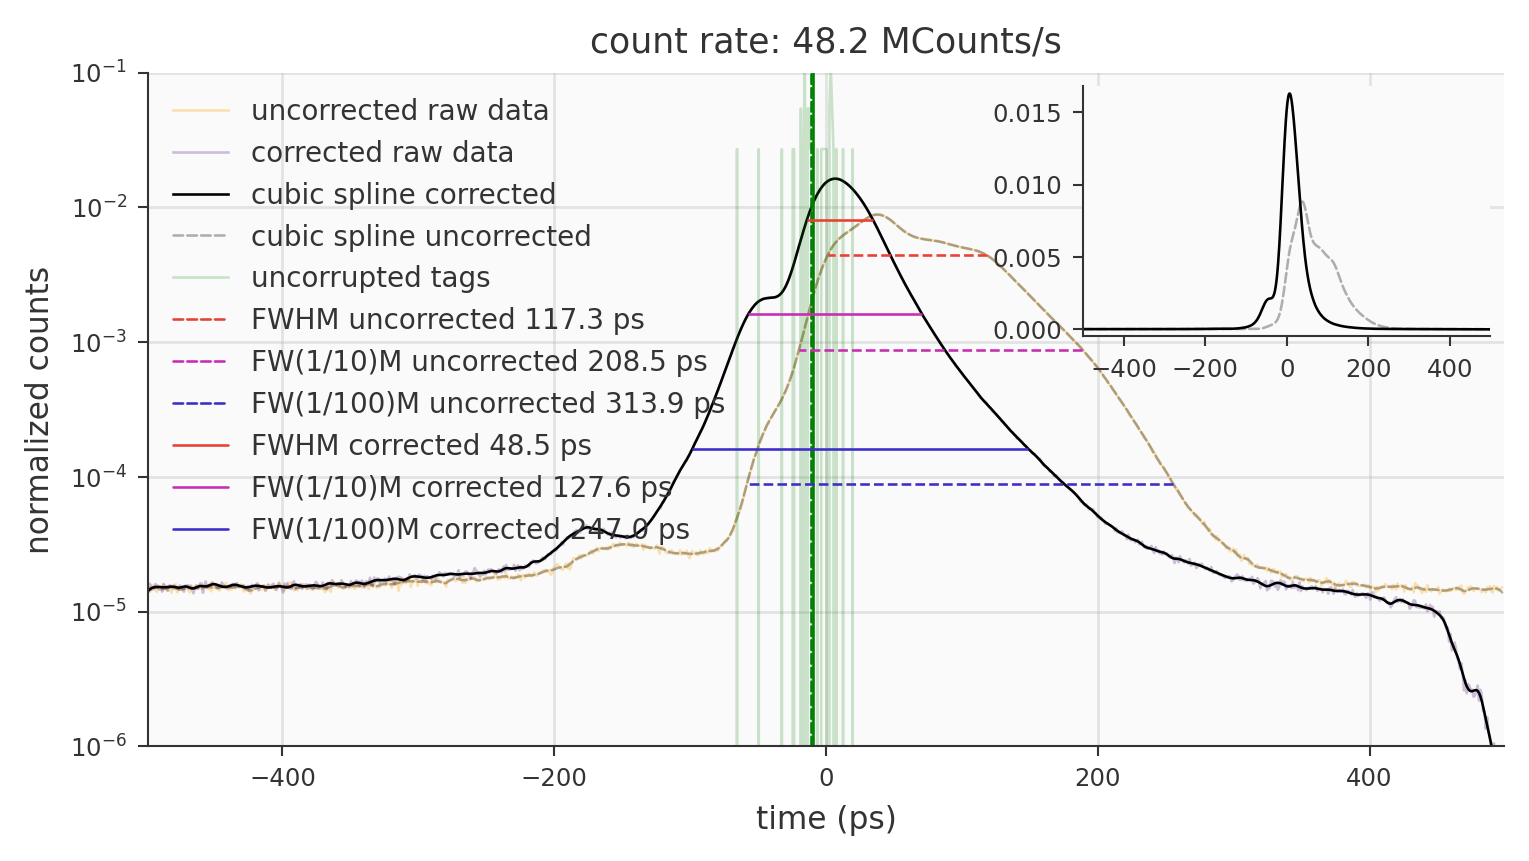 count rate: 48.2 MCounts/s
10⁻¹
10⁻²
10⁻³
10⁻⁴
10⁻⁵
10⁻⁶
normalized counts
uncorrected raw data
corrected raw data
cubic spline corrected
cubic spline uncorrected
uncorrupted tags
FWHM uncorrected 117.3 ps
FW(1/10)M uncorrected 208.5 ps
FW(1/100)M uncorrected 313.9 ps
FWHM corrected 48.5 ps
FW(1/10)M corrected 127.6 ps
FW(1/100)M corrected 247.0 ps
0.015
0.010
0.005
0.000
−400 −200 0 200 400
−400 −200 0 200 400
time (ps)